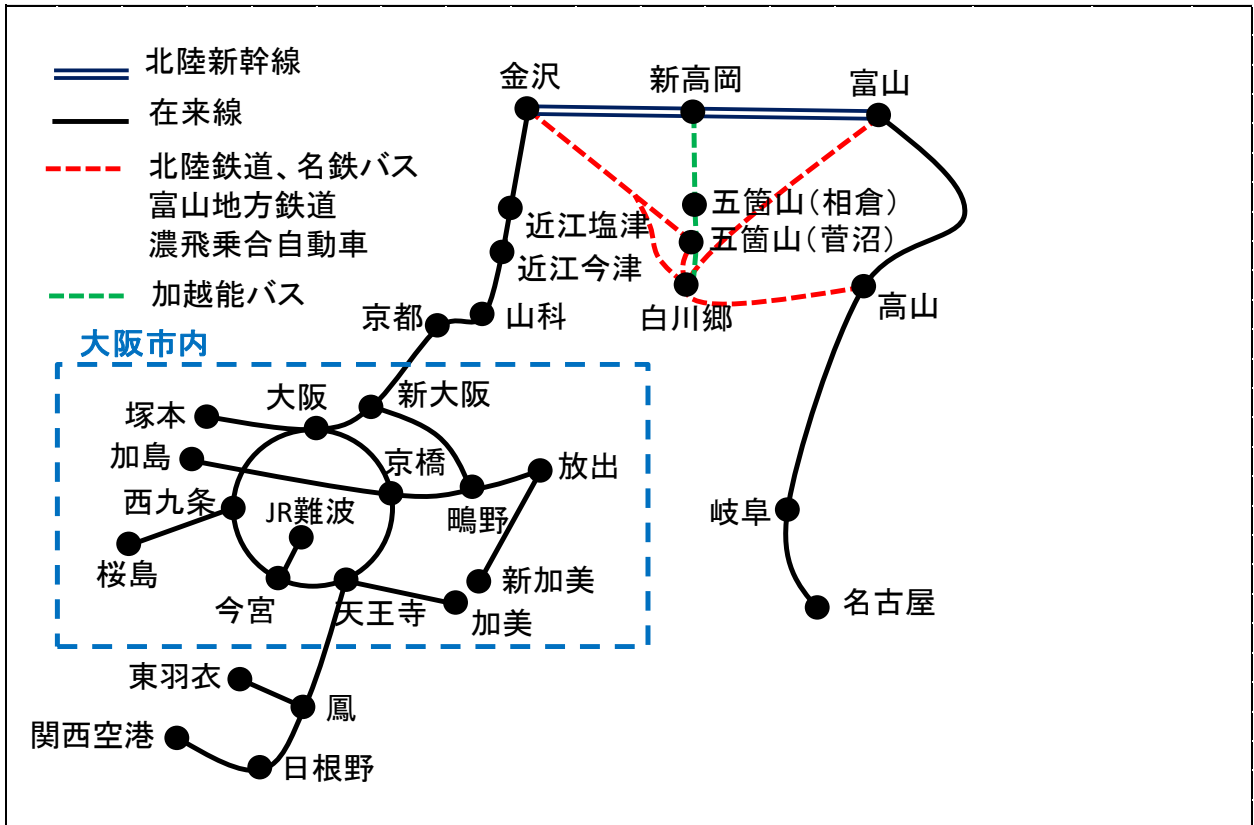 北陸新幹線
在来線
北陸鉄道、名鉄バス
富山地方鉄道
濃飛乗合自動車
加越能バス
金沢
新高岡
富山
五箇山（相倉）
五箇山（菅沼）
近江塩津
近江今津
白川郷
高山
京都
山科
大阪市内
大阪
新大阪
塚本
加島
京橋
放出
西九条
JR難波
鴫野
岐阜
桜島
今宮
天王寺
新加美
加美
名古屋
東羽衣
鳳
関西空港
日根野